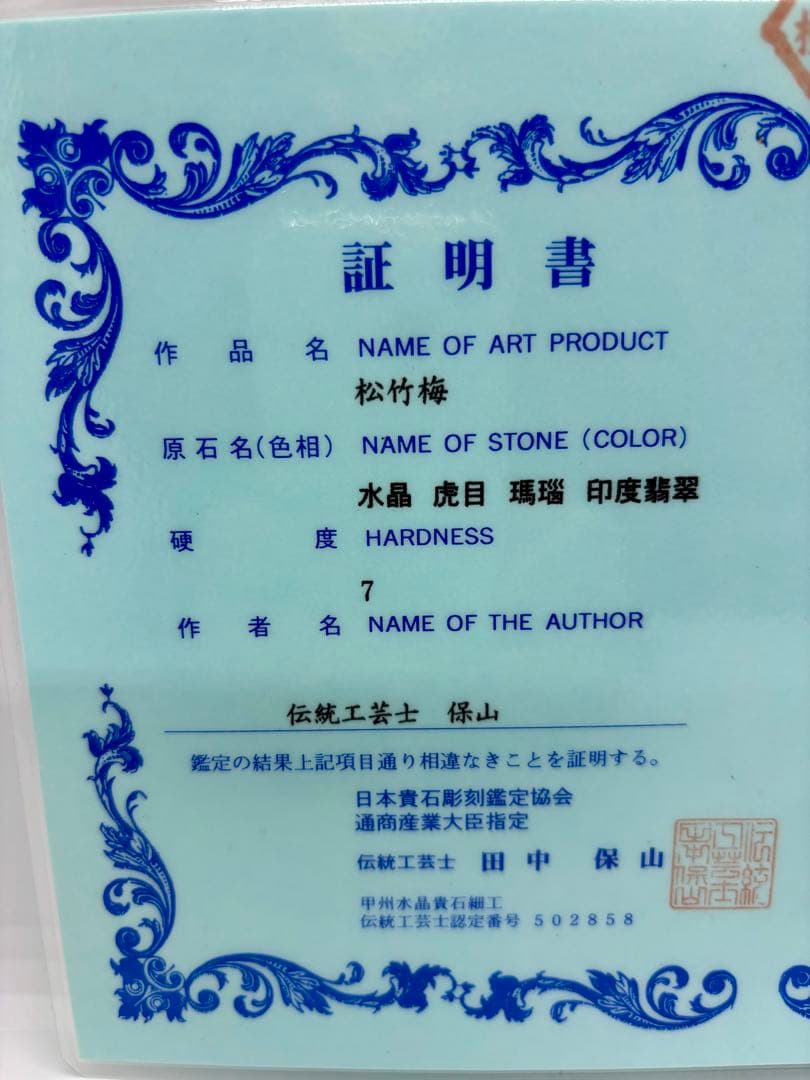 証明書
作品名 NAME OF ART PRODUCT
松竹梅
原石名(色相) NAME OF STONE (COLOR)
水晶 虎目 瑪瑙 印度翡翠
硬度 HARDNESS
7
作者名 NAME OF THE AUTHOR
伝統工芸士 保山
鑑定の結果上記項目通り相違なきことを証明する。
日本貴石彫刻鑑定協会
通商産業大臣指定
伝統工芸士 田中 保山
甲州水晶貴石細工
伝統工芸士認定番号 502858